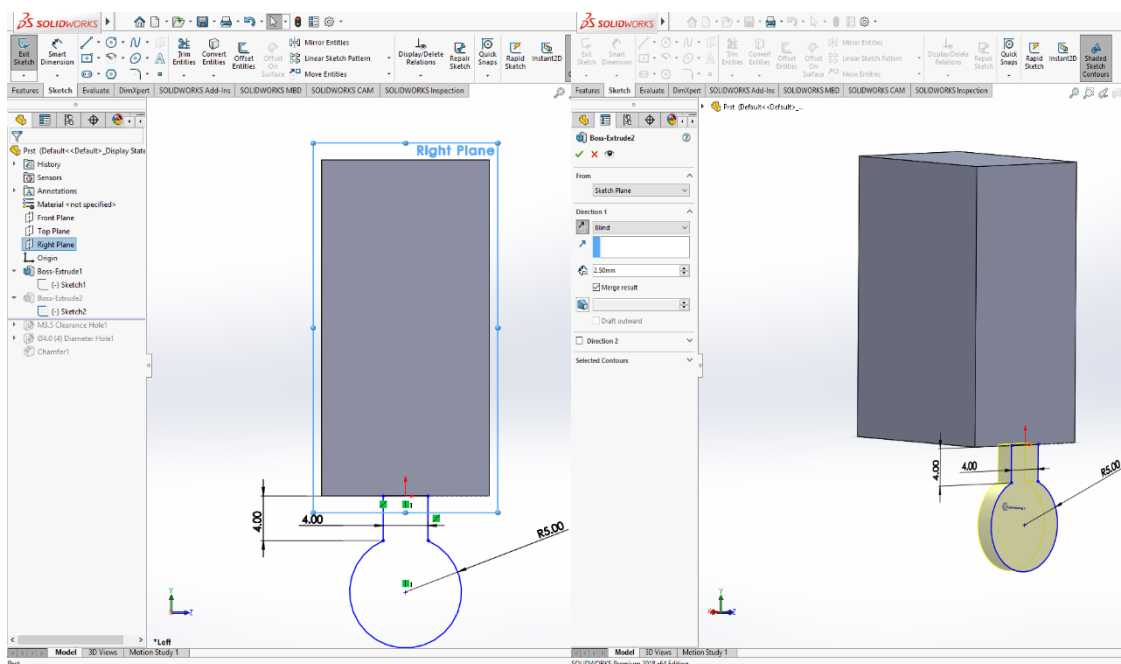 SOLIDWORKS
Exit Sketch
Smart Dimension
Trim Entities
Convert Entities
Offset Entities
Offset On Surface
Mirror Entities
Linear Sketch Pattern
Move Entities
Display/Delete Relations
Repair Sketch
Quick Snaps
Rapid Sketch
Instant2D
Features Sketch Evaluate DimXpert SOLIDWORKS Add-Ins SOLIDWORKS MBD SOLIDWORKS CAM SOLIDWORKS Inspection
Prst (Default<<Default>_Display State
History
Sensors
Annotations
Material <not specified>
Front Plane
Top Plane
Right Plane
Origin
Boss-Extrude1
(-) Sketch1
Boss-Extrude2
(-) Sketch2
M3.5 Clearance Hole1
Ø4.0 (4) Diameter Hole1
Chamfer1
Right Plane
4.00
4.00
R5.00
Y
Z
*Left
Model 3D Views Motion Study 1
SOLIDWORKS
Exit Sketch
Smart Dimension
Trim Entities
Convert Entities
Offset Entities
Offset On Surface
Mirror Entities
Linear Sketch Pattern
Move Entities
Display/Delete Relations
Repair Sketch
Quick Snaps
Rapid Sketch
Instant2D
Shaded Sketch Contours
Features Sketch Evaluate DimXpert SOLIDWORKS Add-Ins SOLIDWORKS MBD SOLIDWORKS CAM SOLIDWORKS Inspection
Prst (Default<<Default>_...
Boss-Extrude2
From
Sketch Plane
Direction 1
Blind
2.50mm
Merge result
Draft outward
Direction 2
Selected Contours
4.00
4.00
R5.00
Y
Z
Model 3D Views Motion Study 1
SOLIDWORKS Premium 2018 x64 Edition